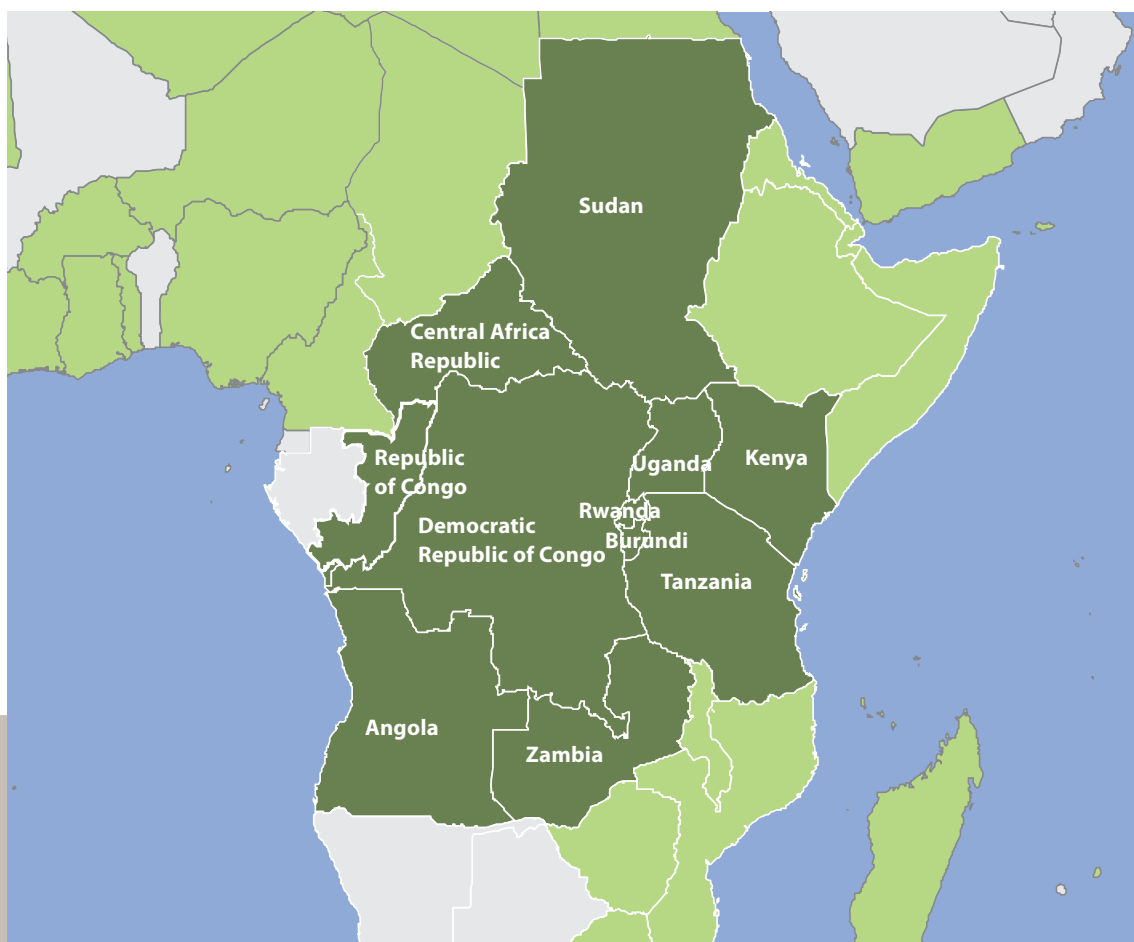 Sudan
Central Africa
Republic
Republic
of Congo
Uganda
Kenya
Rwanda
Democratic
Republic of Congo
Burundi
Tanzania
Angola
Zambia